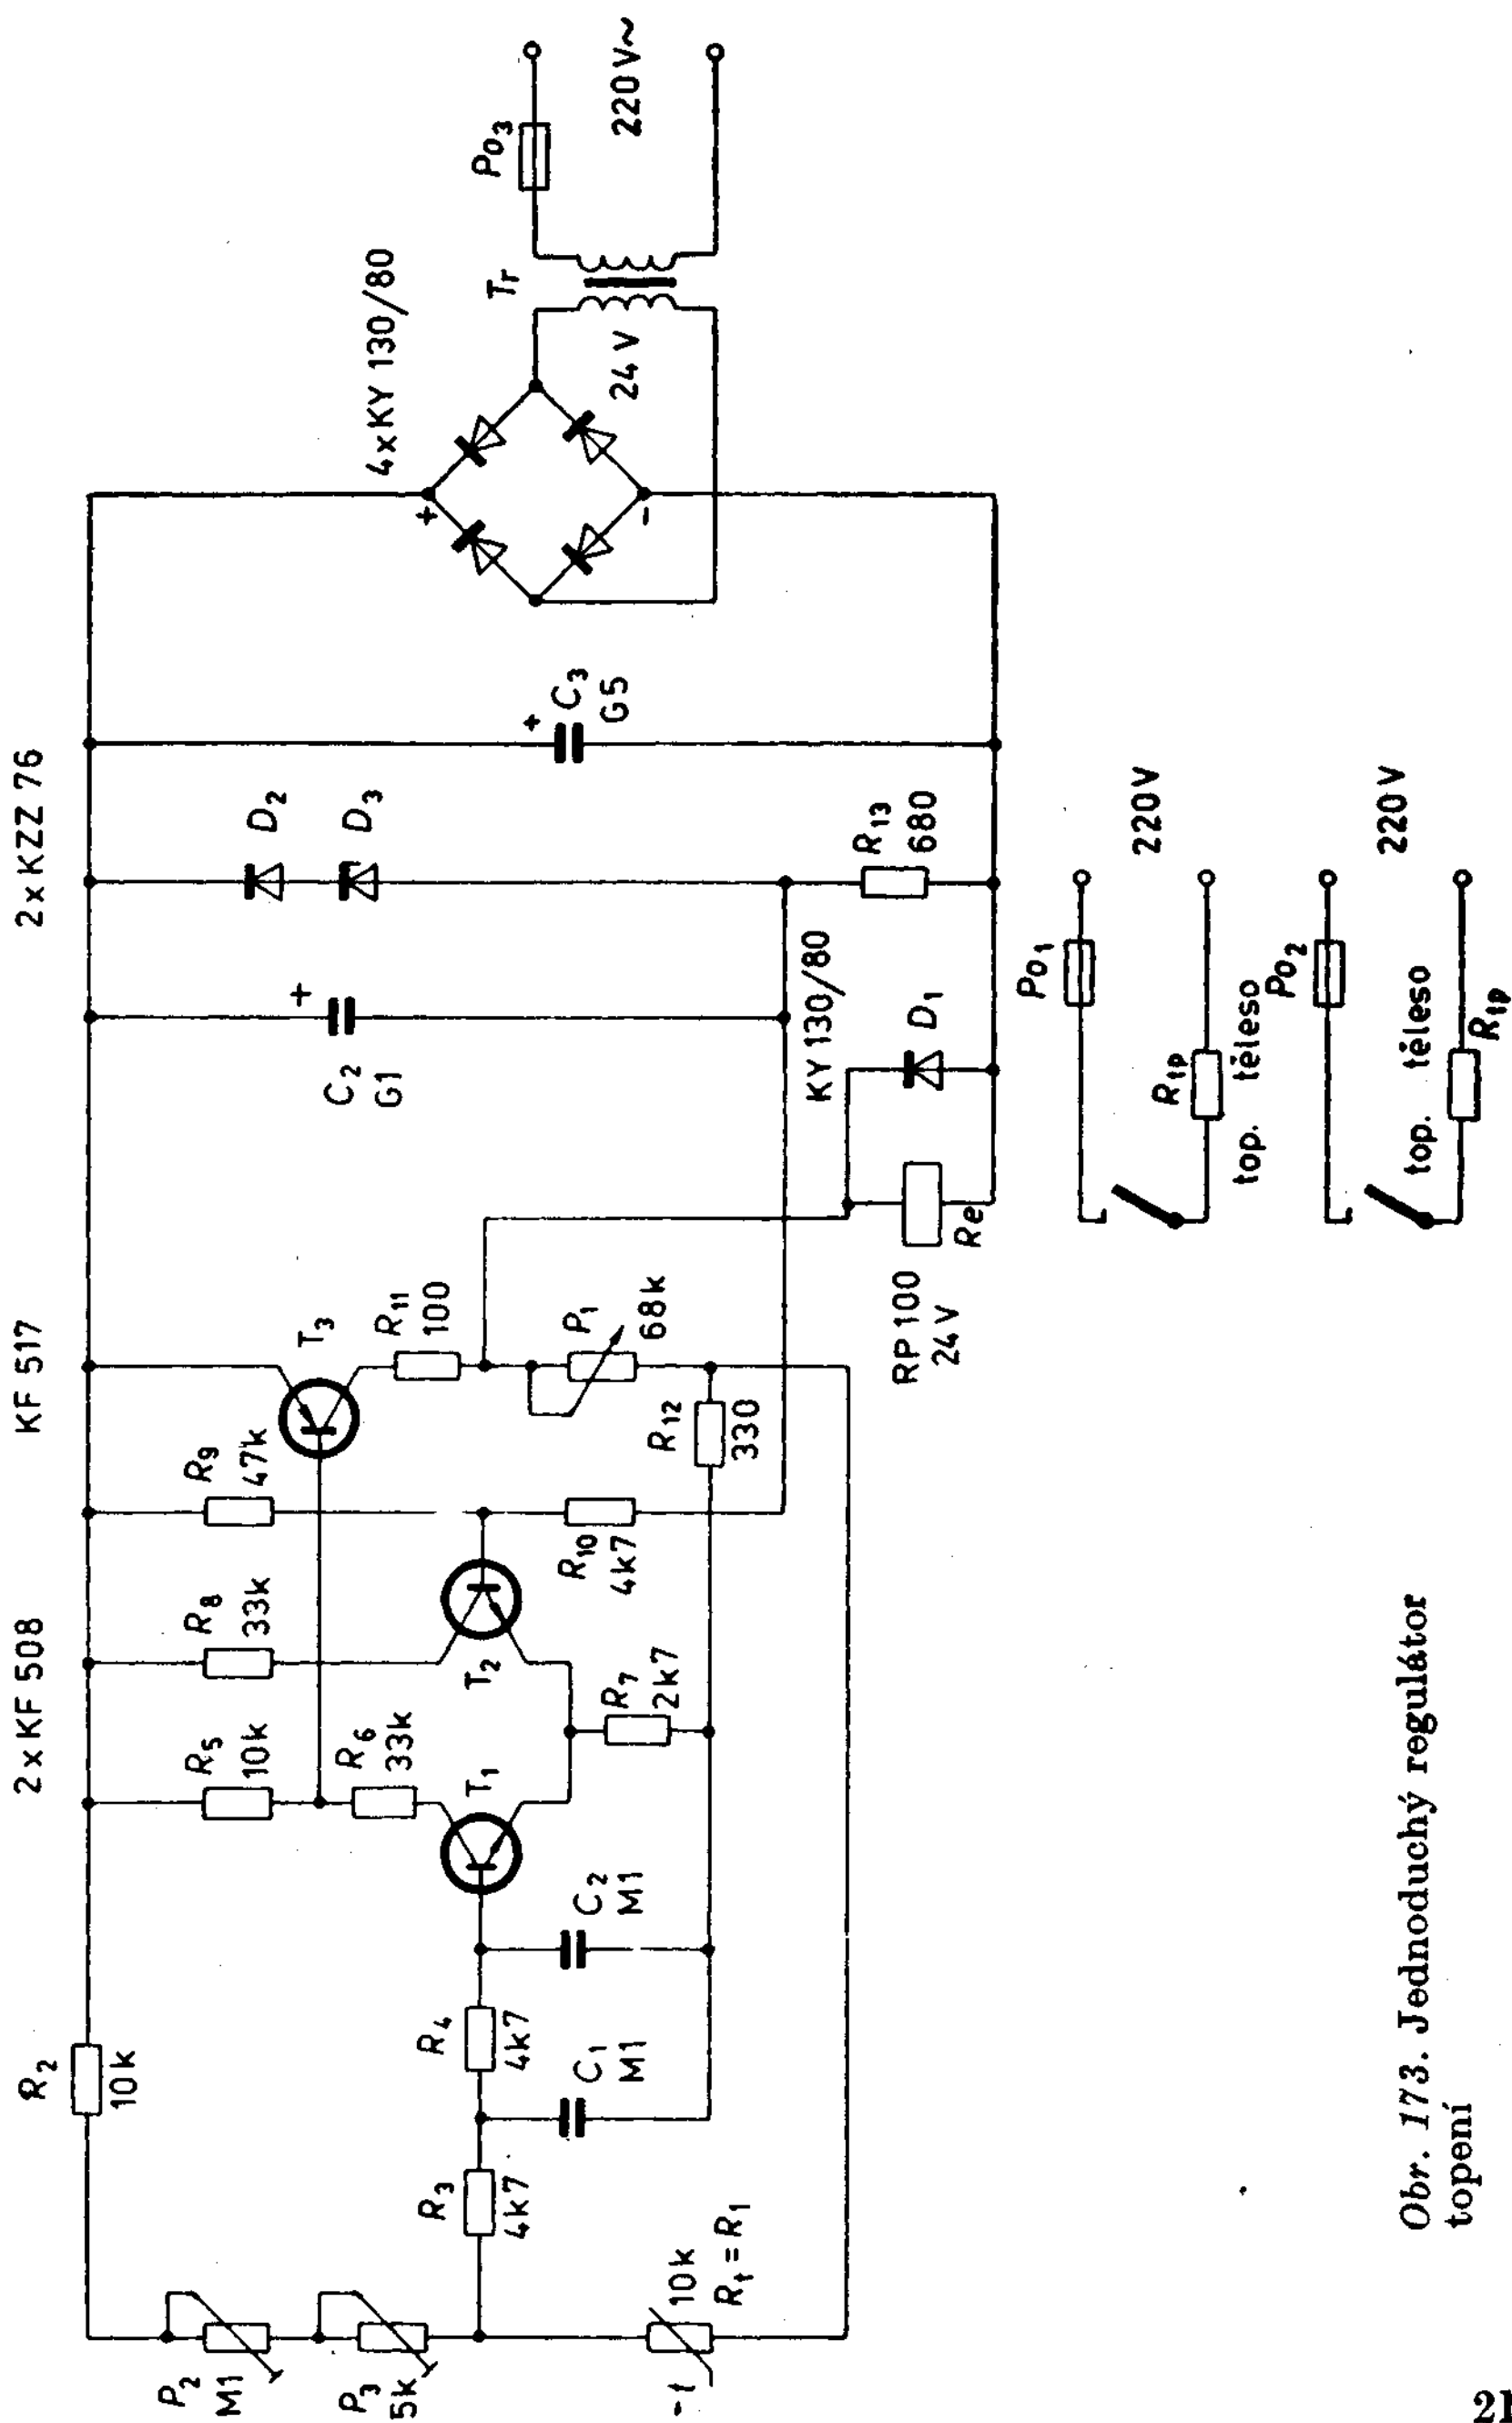 2×KF 508
KF 517
2×KZZ 76
R2
10k
R5
10k
R8
33k
R9
47k
T3
R11
100
C2
G1
+
D2
D3
+
C3
G5
4×KY 130/80
+
-
Tr
24 V
Po3
220 V~
P2
M1
P3
5k
R3
4k7
R4
4k7
C1
M1
C2
M1
R6
33k
T1
T2
R7
2k7
R10
4k7
P1
68k
R12
330
-t
10k
Rt = R1
KY 130/80
D1
R13
680
RP 100
24 V
Re
Po1
220V
R1p
top. těleso
Po2
220V
top. těleso
R1p
Obr. 173. Jednoduchý regulátor
topení